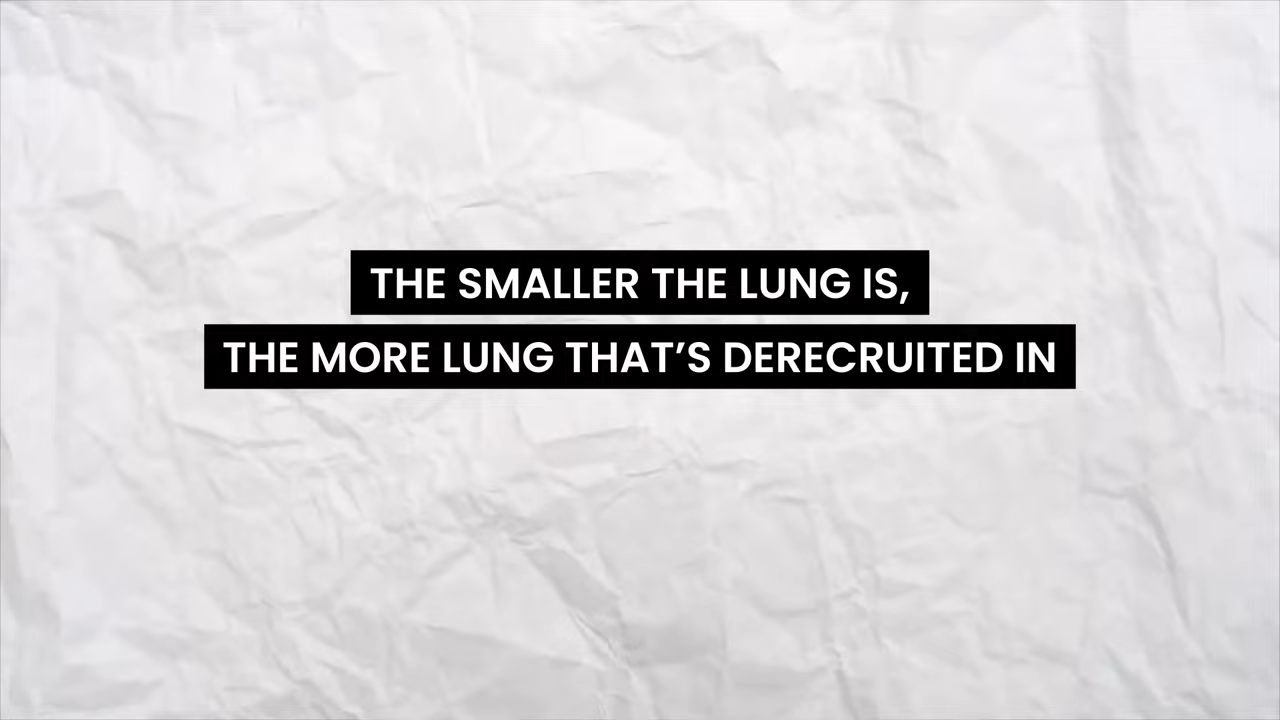 THE SMALLER THE LUNG IS,
THE MORE LUNG THAT’S DERECRUITED IN